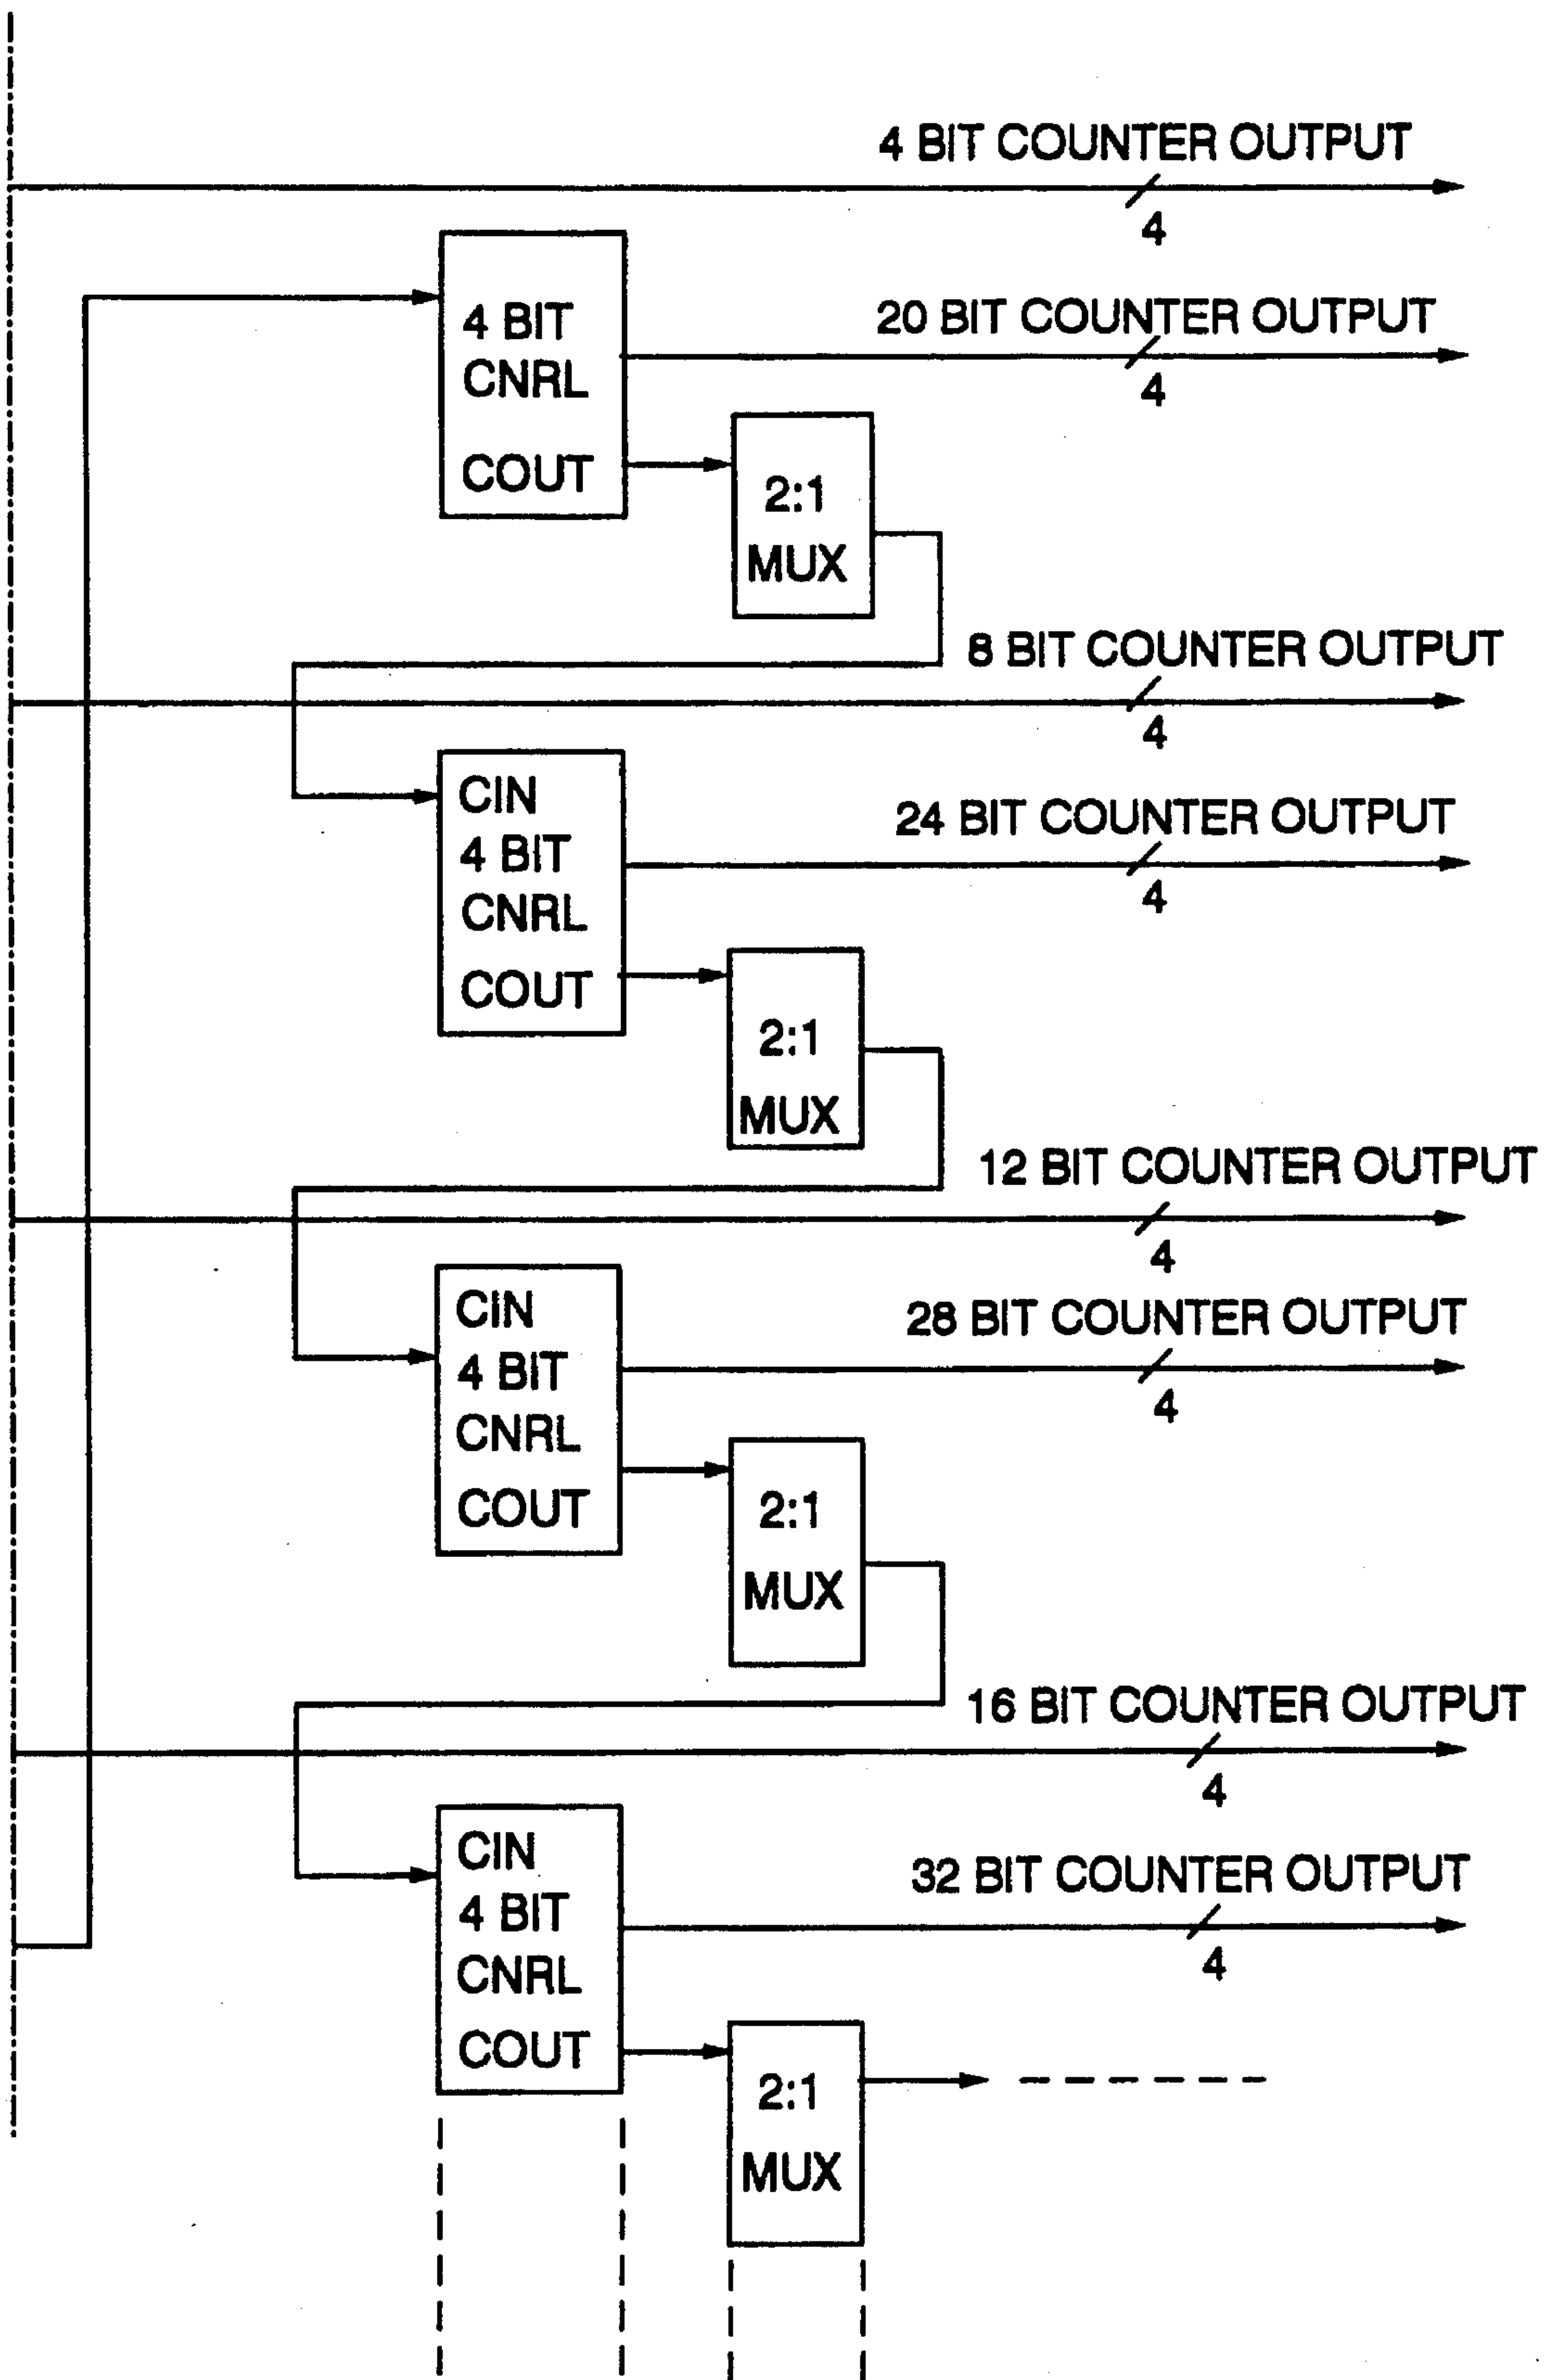 4 BIT COUNTER OUTPUT
4
4 BIT
CNRL
COUT
20 BIT COUNTER OUTPUT
4
2:1
MUX
8 BIT COUNTER OUTPUT
4
CIN
4 BIT
CNRL
COUT
24 BIT COUNTER OUTPUT
4
2:1
MUX
12 BIT COUNTER OUTPUT
4
CIN
4 BIT
CNRL
COUT
28 BIT COUNTER OUTPUT
4
2:1
MUX
16 BIT COUNTER OUTPUT
4
CIN
4 BIT
CNRL
COUT
32 BIT COUNTER OUTPUT
4
2:1
MUX